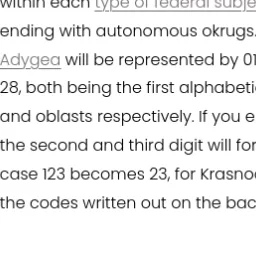 within each type of federal subje
ending with autonomous okrugs.
Adygea will be represented by 01
28, both being the first alphabeti
and oblasts respectively. If you e
the second and third digit will for
case 123 becomes 23, for Krasno
the codes written out on the bac